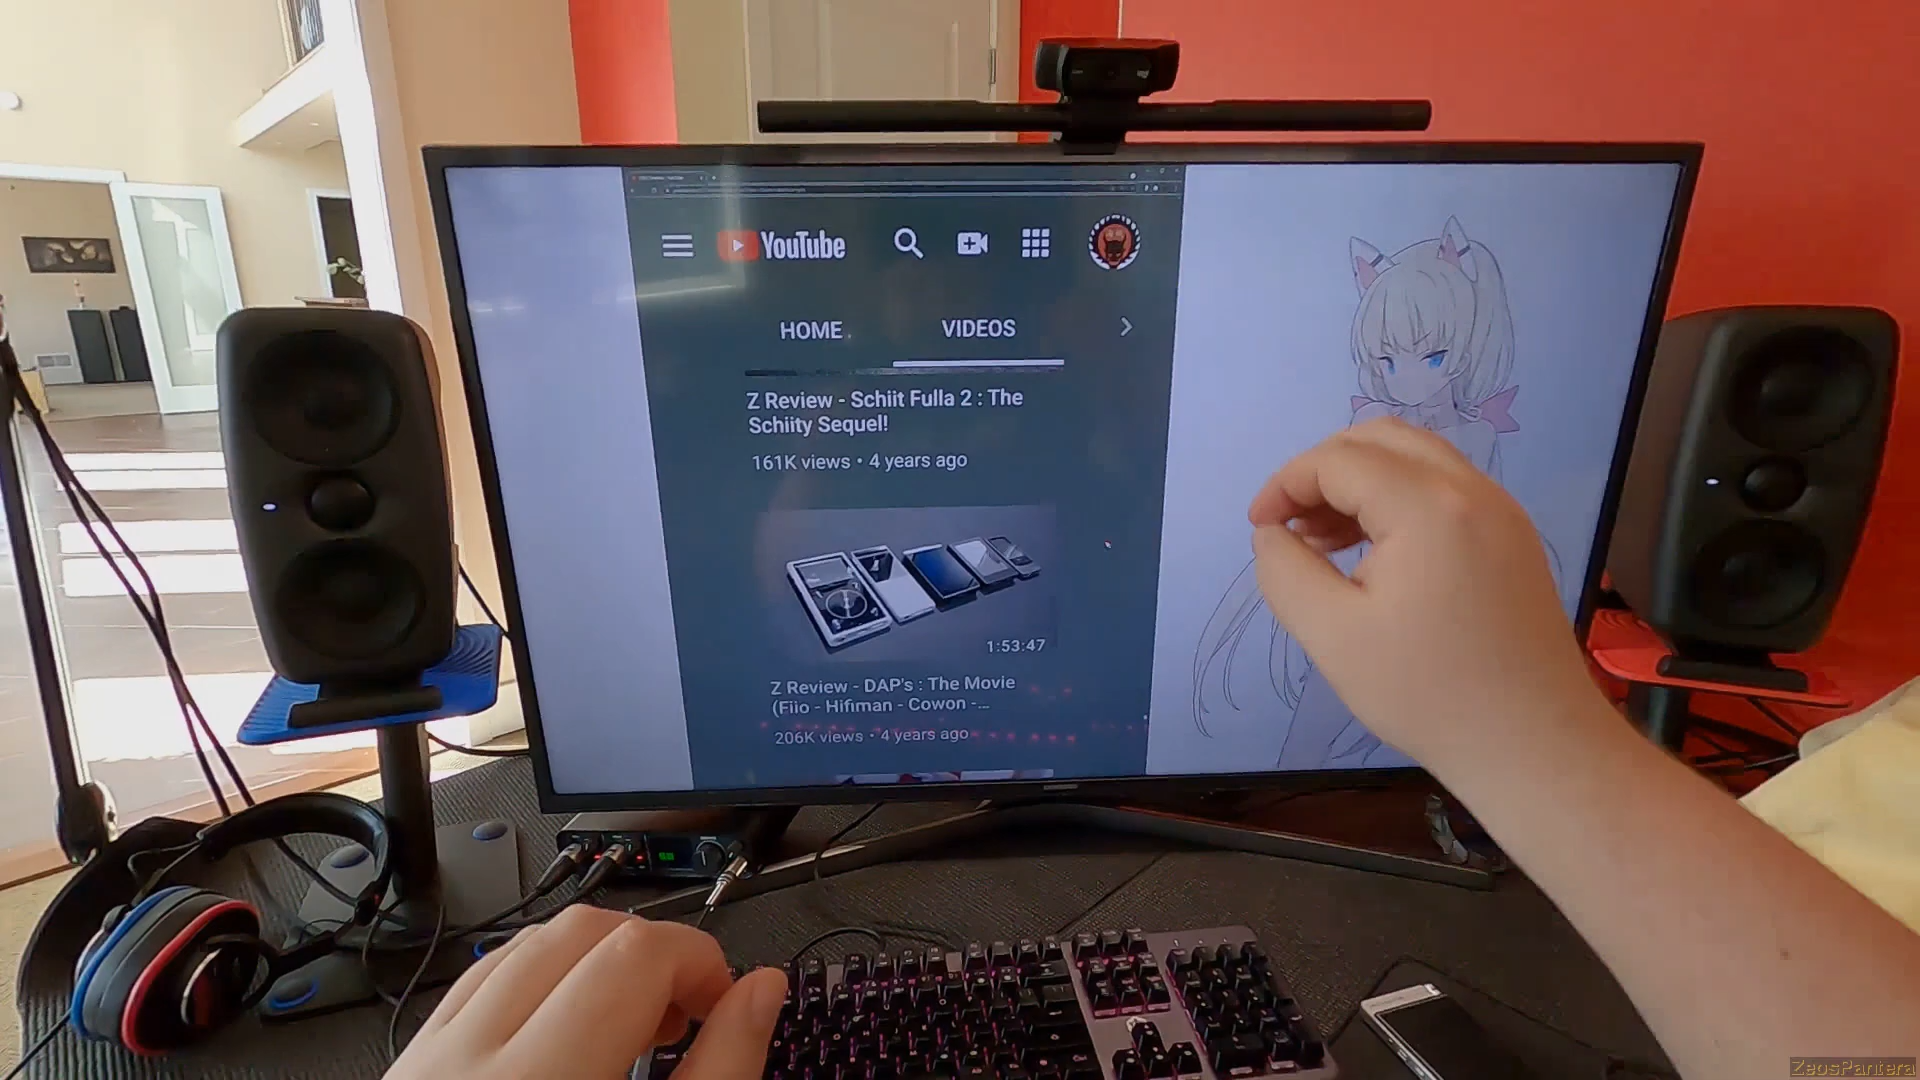 YouTube
HOME
VIDEOS
Z Review - Schiit Fulla 2 : The
Schiity Sequel!
161K views • 4 years ago
1:53:47
Z Review - DAP's : The Movie
(Fiio - Hifiman - Cowon -...
206K views • 4 years ago
SAMSUNG
ZeosPantera